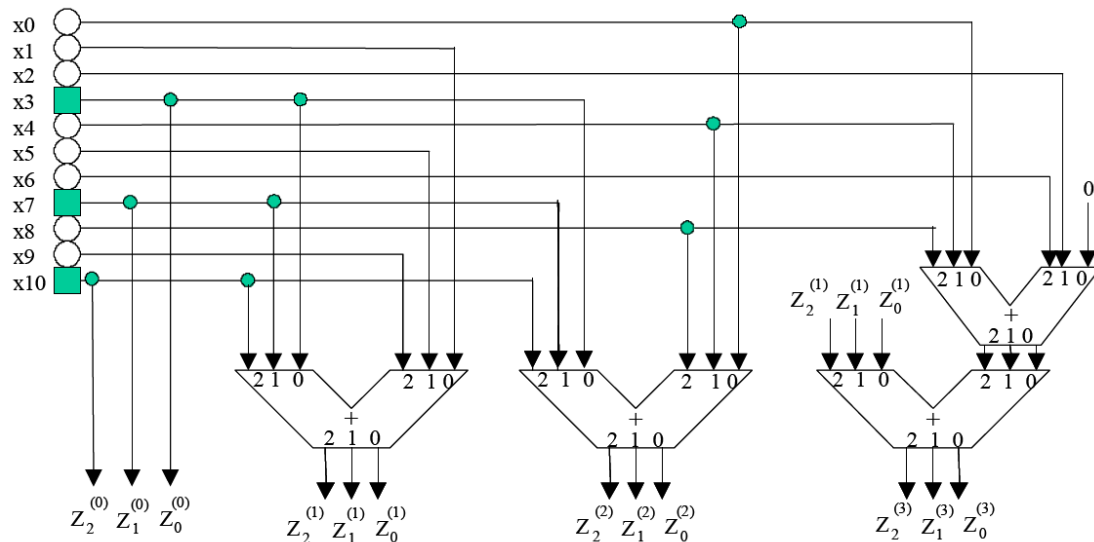 x0
x1
x2
x3
x4
x5
x6
x7
x8
x9
x10
0
2 1 0
2 1 0
+
2 1 0
Z₂⁽¹⁾ Z₁⁽¹⁾ Z₀⁽¹⁾
2 1 0
2 1 0
+
2 1 0
2 1 0
2 1 0
+
2 1 0
2 1 0
2 1 0
+
2 1 0
Z₂⁽⁰⁾ Z₁⁽⁰⁾ Z₀⁽⁰⁾
Z₂⁽¹⁾ Z₁⁽¹⁾ Z₀⁽¹⁾
Z₂⁽²⁾ Z₁⁽²⁾ Z₀⁽²⁾
Z₂⁽³⁾ Z₁⁽³⁾ Z₀⁽³⁾